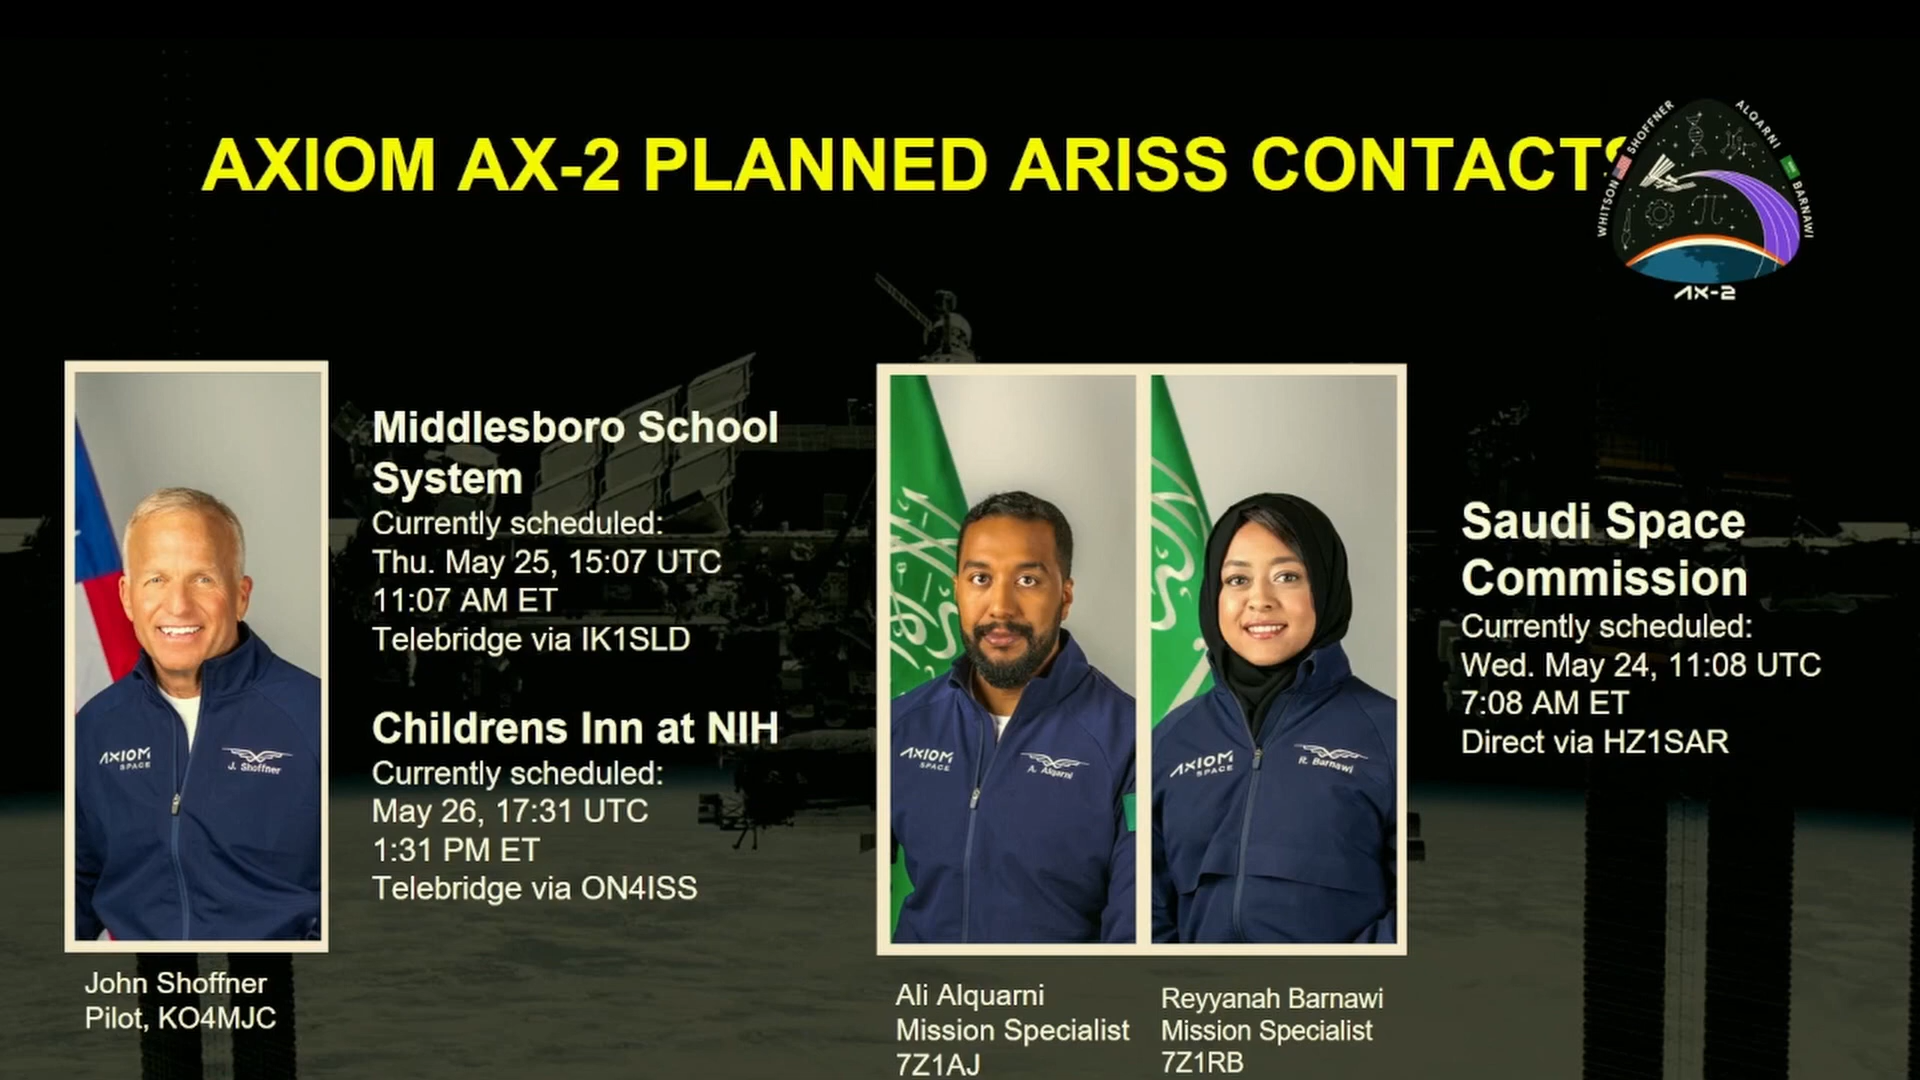 AXIOM AX-2 PLANNED ARISS CONTACTS
WHITSON
SHOFFNER
ALQARNI
BARNAWI
AX-2
Middlesboro School
System
Currently scheduled:
Thu. May 25, 15:07 UTC
11:07 AM ET
Telebridge via IK1SLD
Childrens Inn at NIH
Currently scheduled:
May 26, 17:31 UTC
1:31 PM ET
Telebridge via ON4ISS
AXIOM
SPACE
J. Shoffner
John Shoffner
Pilot, KO4MJC
AXIOM
SPACE
A. Alqarni
Ali Alquarni
Mission Specialist
7Z1AJ
AXIOM
SPACE
R. Barnawi
Reyyanah Barnawi
Mission Specialist
7Z1RB
Saudi Space
Commission
Currently scheduled:
Wed. May 24, 11:08 UTC
7:08 AM ET
Direct via HZ1SAR